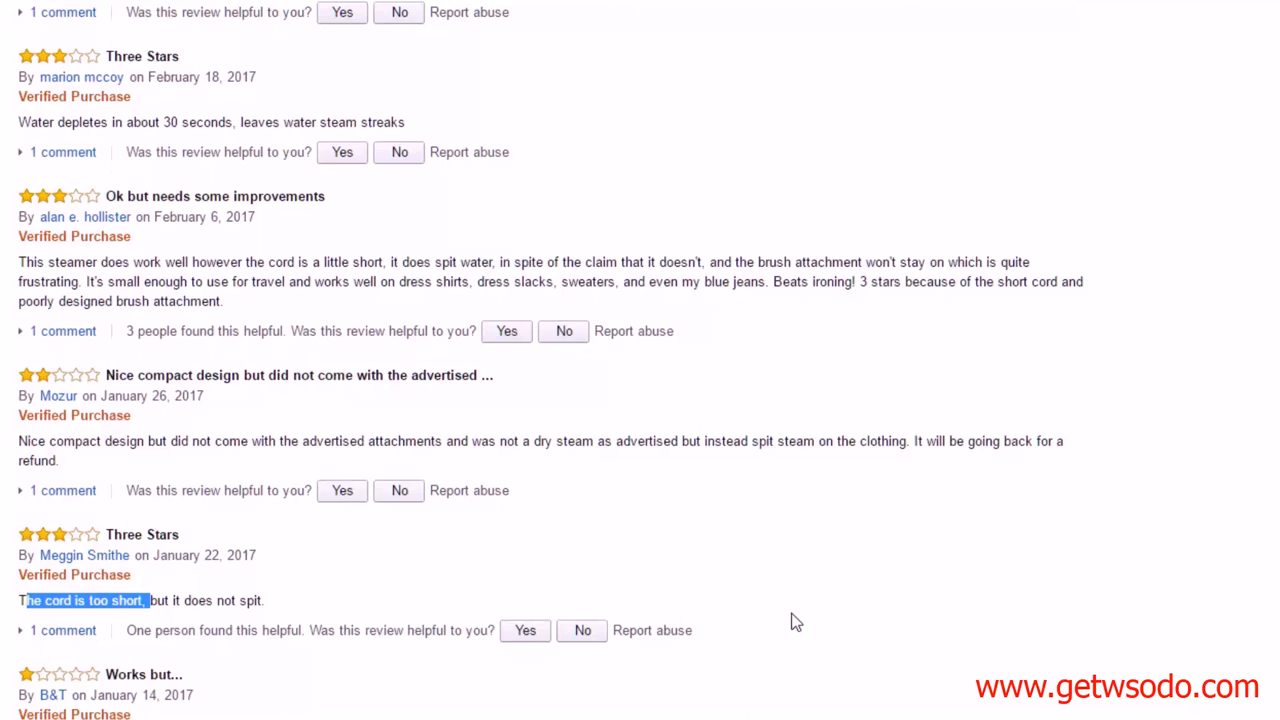 1 comment Was this review helpful to you? Yes No Report abuse
Three Stars
By marion mccoy on February 18, 2017
Verified Purchase
Water depletes in about 30 seconds, leaves water steam streaks
1 comment Was this review helpful to you? Yes No Report abuse
Ok but needs some improvements
By alan e. hollister on February 6, 2017
Verified Purchase
This steamer does work well however the cord is a little short, it does spit water, in spite of the claim that it doesn't, and the brush attachment won't stay on which is quite
frustrating. It's small enough to use for travel and works well on dress shirts, dress slacks, sweaters, and even my blue jeans. Beats ironing! 3 stars because of the short cord and
poorly designed brush attachment.
1 comment 3 people found this helpful. Was this review helpful to you? Yes No Report abuse
Nice compact design but did not come with the advertised ...
By Mozur on January 26, 2017
Verified Purchase
Nice compact design but did not come with the advertised attachments and was not a dry steam as advertised but instead spit steam on the clothing. It will be going back for a
refund.
1 comment Was this review helpful to you? Yes No Report abuse
Three Stars
By Meggin Smithe on January 22, 2017
Verified Purchase
The cord is too short, but it does not spit.
1 comment One person found this helpful. Was this review helpful to you? Yes No Report abuse
Works but...
By B&T on January 14, 2017
Verified Purchase
www.getwsodo.com